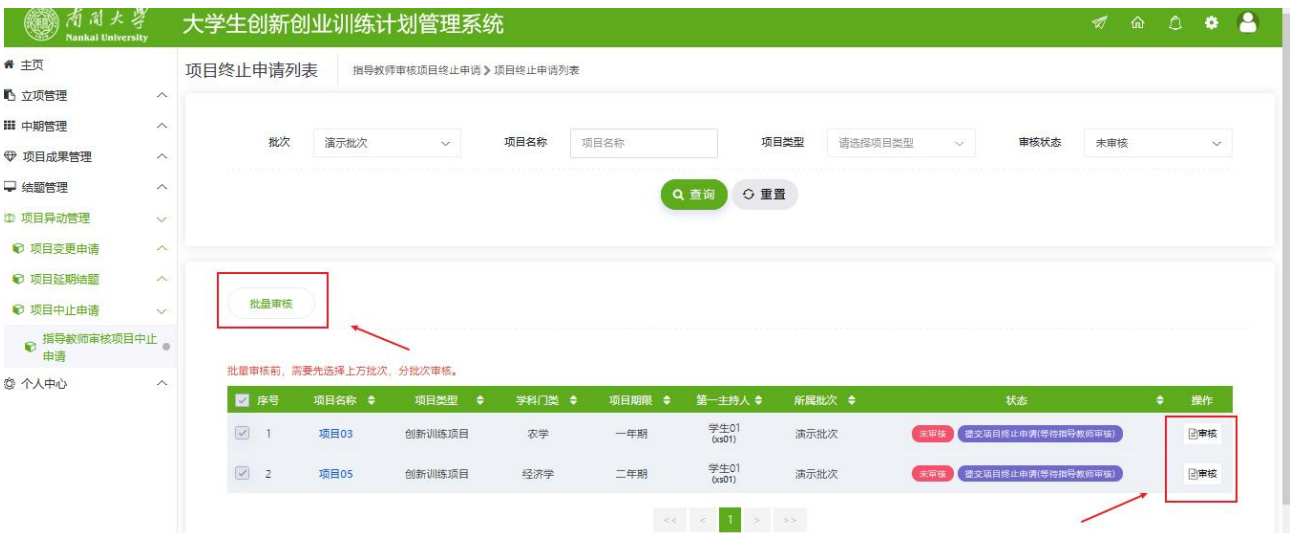 南開大學
Nankai University
大学生创新创业训练计划管理系统
主页
立项管理
中期管理
项目成果管理
结题管理
项目异动管理
项目变更申请
项目延期结题
项目中止申请
指导教师审核项目中止
申请
个人中心
项目终止申请列表 指导教师审核项目终止申请 > 项目终止申请列表
批次 演示批次 项目名称 项目名称 项目类型 请选择项目类型 审核状态 未审核
查询 重置
批量审核
批量审核前，需要先选择上方批次，分批次审核。
序号 项目名称 项目类型 学科门类 项目期限 第一主持人 所属批次 状态 操作
1 项目03 创新训练项目 农学 一年期 学生01 演示批次 未审核 提交项目终止申请(等待指导教师审核) 审核
(xs01)
2 项目05 创新训练项目 经济学 二年期 学生01 演示批次 未审核 提交项目终止申请(等待指导教师审核) 审核
(xs01)
<< < 1 > >>